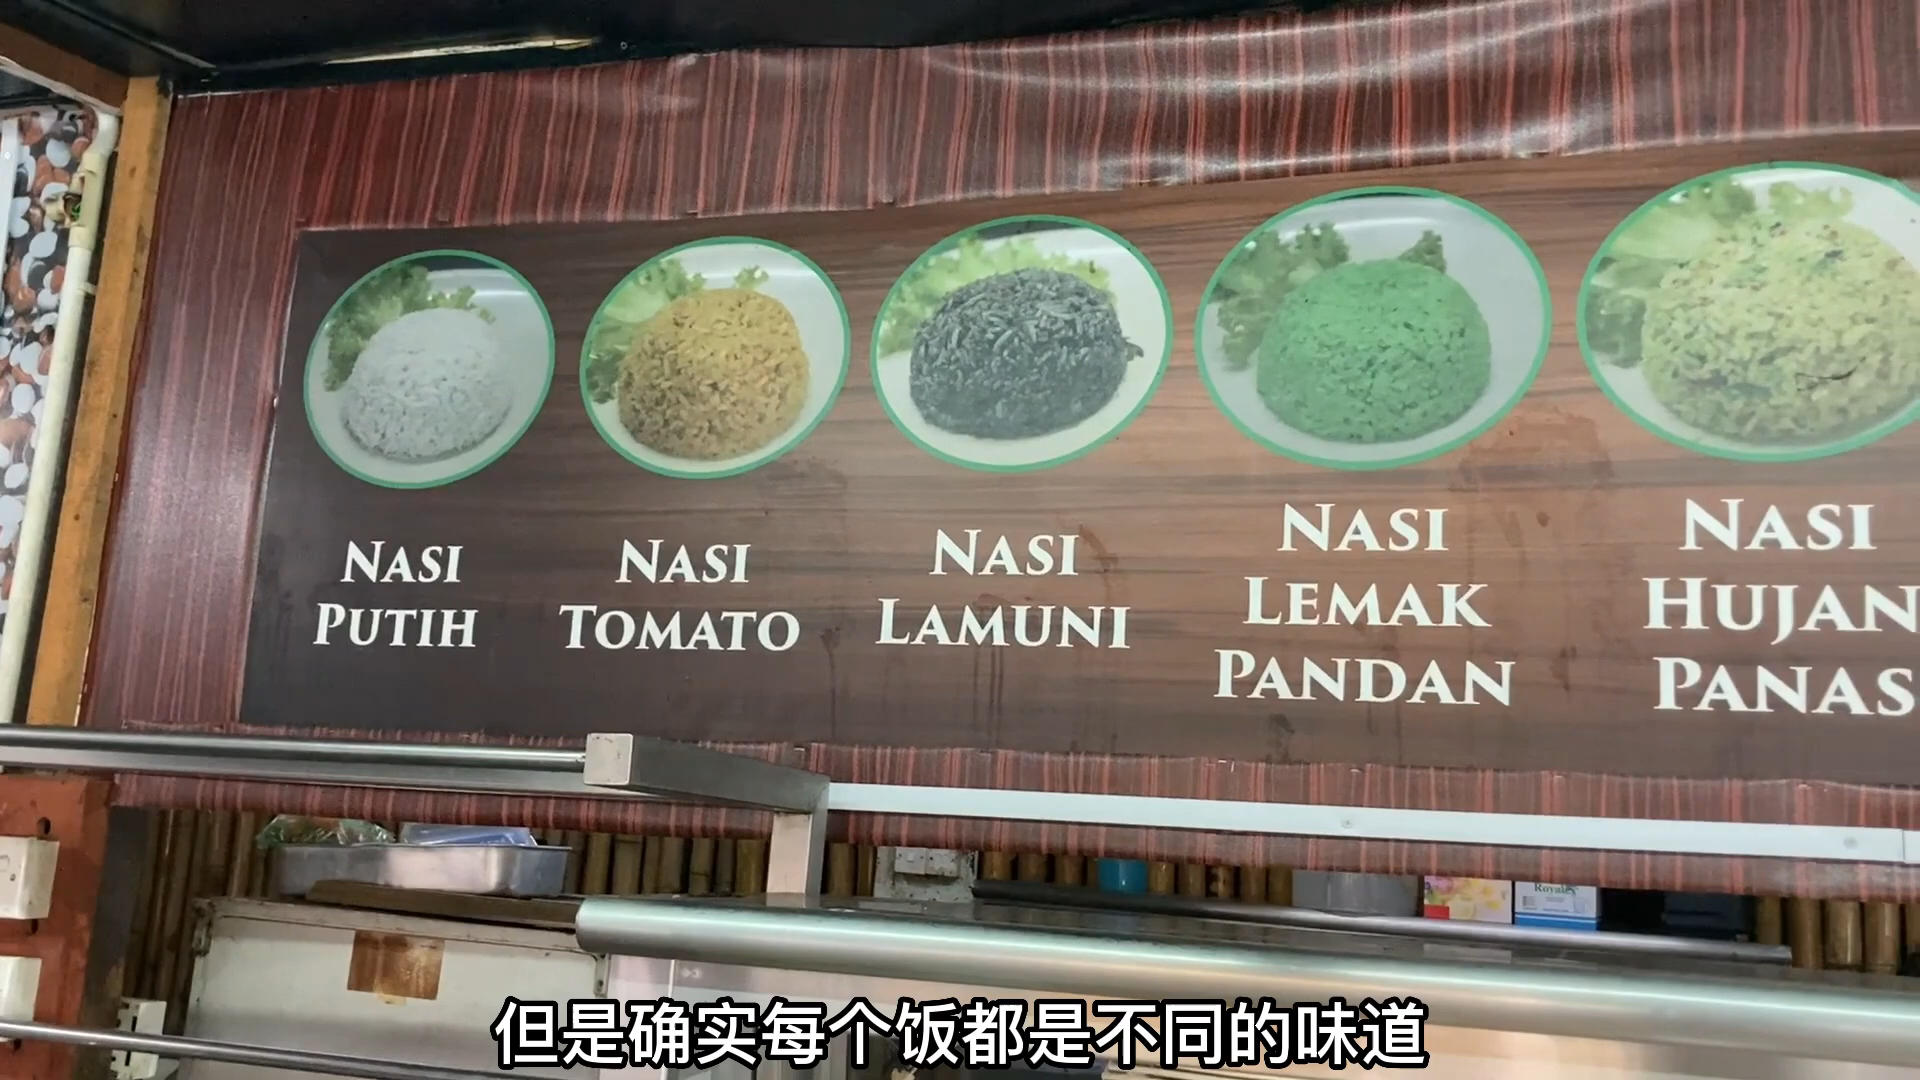 NASI
PUTIH
NASI
TOMATO
NASI
LAMUNI
NASI
LEMAK
PANDAN
NASI
HUJAN
PANAS
Royale
但是确实每个饭都是不同的味道